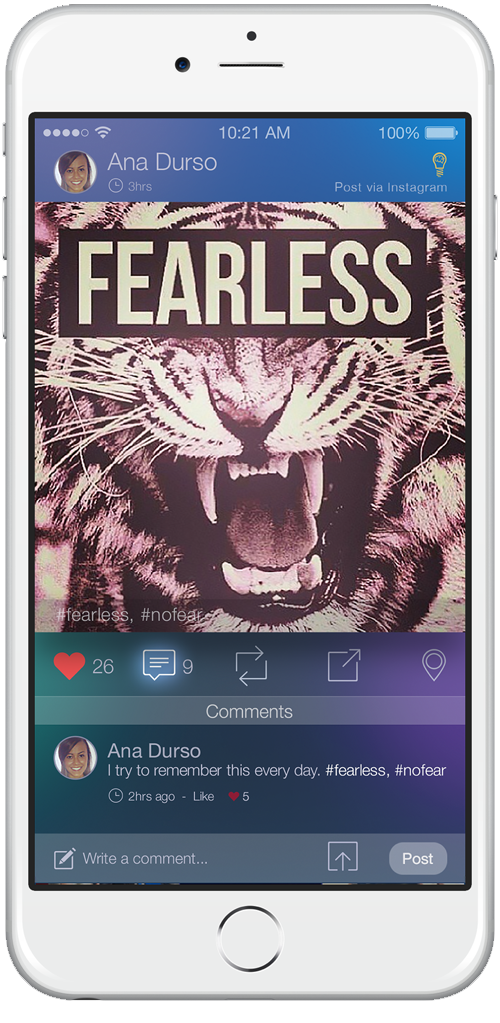 10:21 AM 100%
Ana Durso
3hrs Post via Instagram
FEARLESS
#fearless, #nofear
26 9
Comments
Ana Durso
I try to remember this every day. #fearless, #nofear
2hrs ago - Like 5
Write a comment... Post